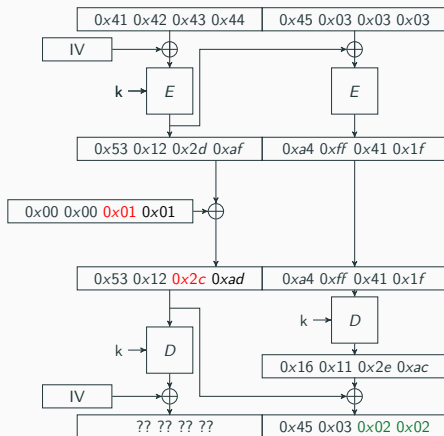 0x41 0x42 0x43 0x44 0x45 0x03 0x03 0x03
IV
k E E
0x53 0x12 0x2d 0xaf 0xa4 0xff 0x41 0x1f
0x00 0x00 0x01 0x01
0x53 0x12 0x2c 0xad 0xa4 0xff 0x41 0x1f
k D
k D
0x16 0x11 0x2e 0xac
IV
?? ?? ?? ?? 0x45 0x03 0x02 0x02